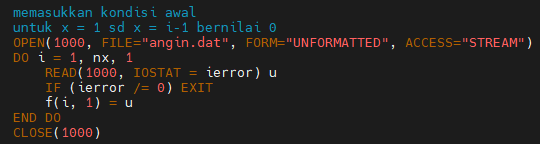 memasukkan kondisi awal
untuk x = 1 sd x = i-1 bernilai 0
OPEN(1000, FILE="angin.dat", FORM="UNFORMATTED", ACCESS="STREAM")
DO i = 1, nx, 1
    READ(1000, IOSTAT = ierror) u
    IF (ierror /= 0) EXIT
    f(i, 1) = u
END DO
CLOSE(1000)